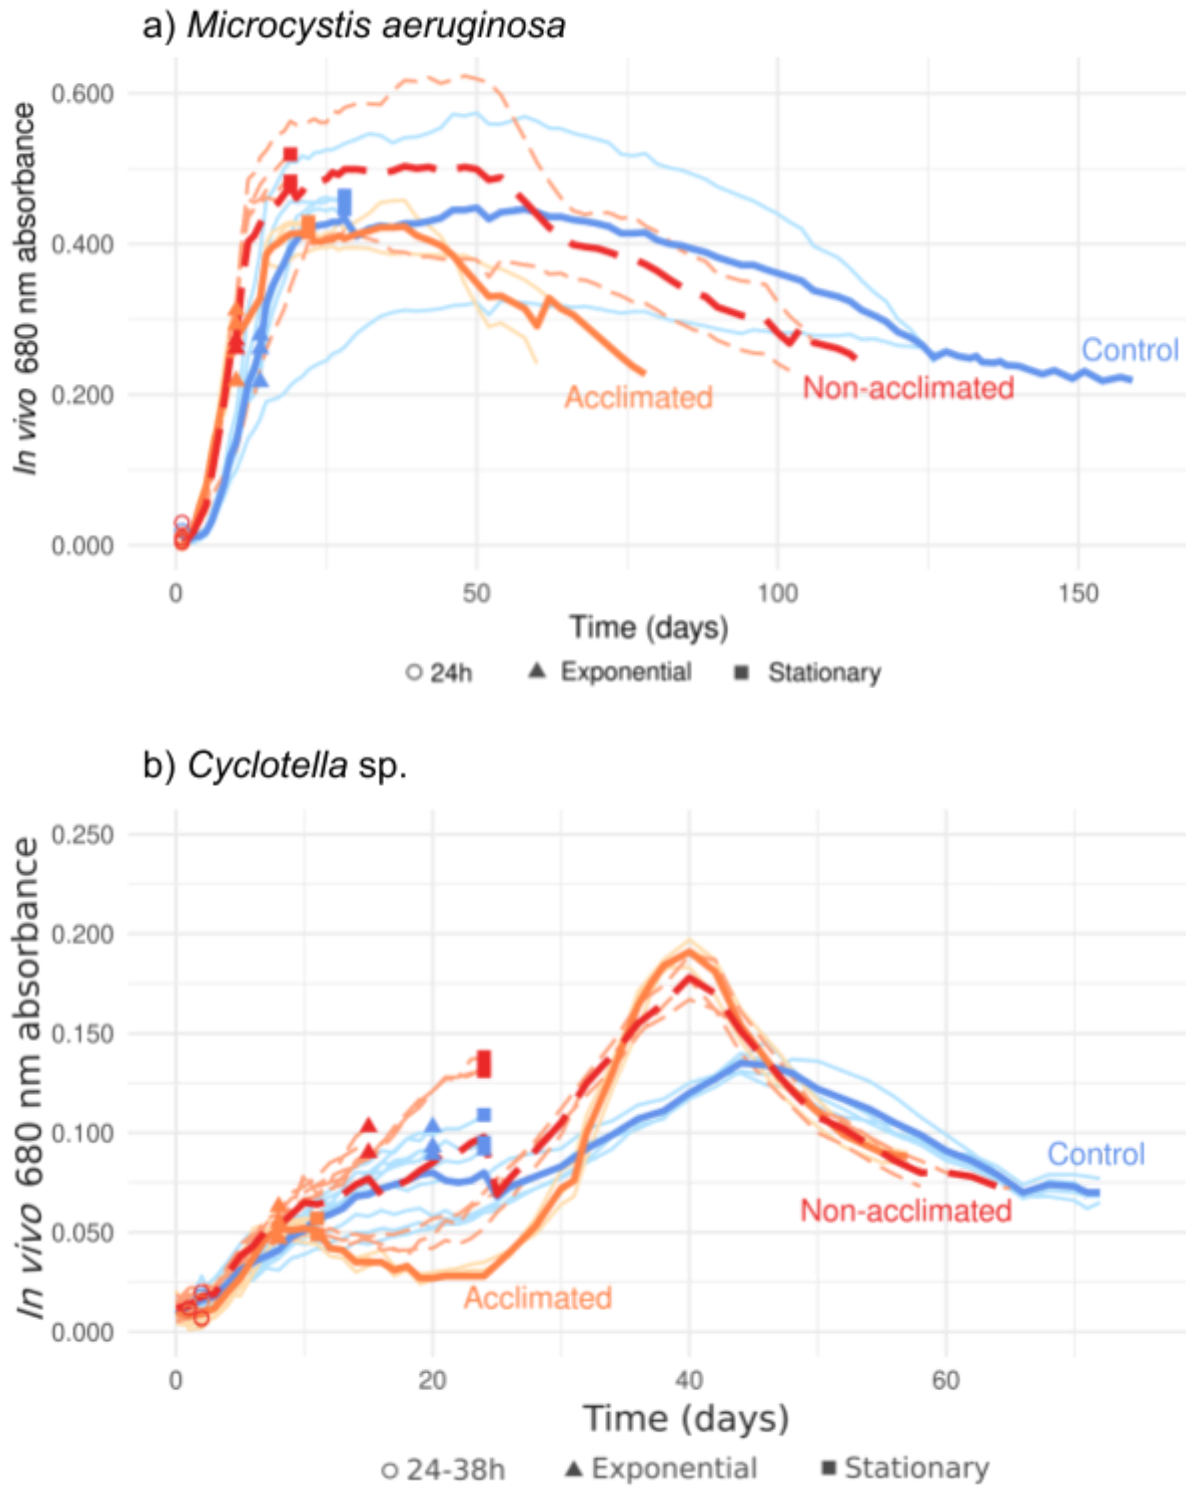 a) Microcystis aeruginosa
In vivo 680 nm absorbance
0.600
0.400
0.200
0.000
Control
Non-acclimated
Acclimated
0 50 100 150
Time (days)
24h Exponential Stationary
b) Cyclotella sp.
In vivo 680 nm absorbance
0.250
0.200
0.150
0.100
0.050
0.000
Control
Non-acclimated
Acclimated
0 20 40 60
Time (days)
24-38h Exponential Stationary